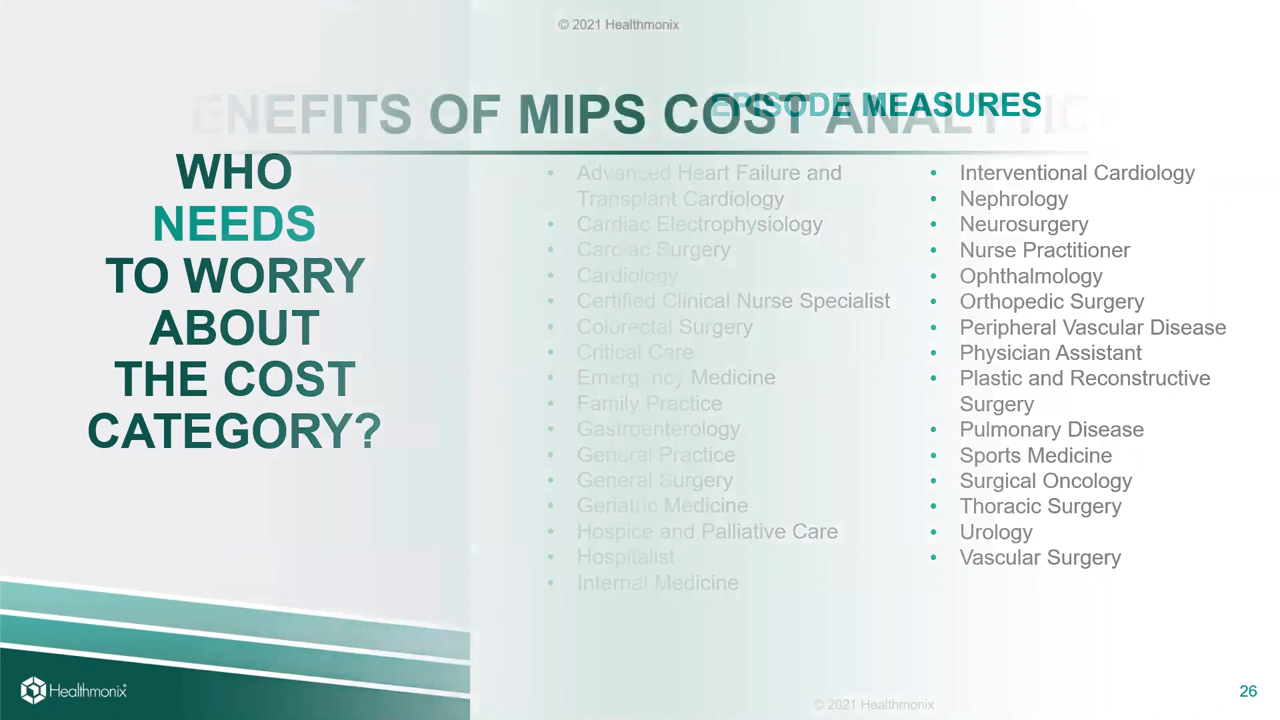 © 2021 Healthmonix
ENEFITS OF MIPS COST ANALYTIC
EPISODE MEASURES
WHO
NEEDS
TO WORRY
ABOUT
THE COST
CATEGORY?
• Advanced Heart Failure and
Transplant Cardiology
• Cardiac Electrophysiology
• Cardiac Surgery
• Cardiology
• Certified Clinical Nurse Specialist
• Colorectal Surgery
• Critical Care
• Emergency Medicine
• Family Practice
• Gastroenterology
• General Practice
• General Surgery
• Geriatric Medicine
• Hospice and Palliative Care
• Hospitalist
• Internal Medicine
• Interventional Cardiology
• Nephrology
• Neurosurgery
• Nurse Practitioner
• Ophthalmology
• Orthopedic Surgery
• Peripheral Vascular Disease
• Physician Assistant
• Plastic and Reconstructive
Surgery
• Pulmonary Disease
• Sports Medicine
• Surgical Oncology
• Thoracic Surgery
• Urology
• Vascular Surgery
Healthmonix
© 2021 Healthmonix
26